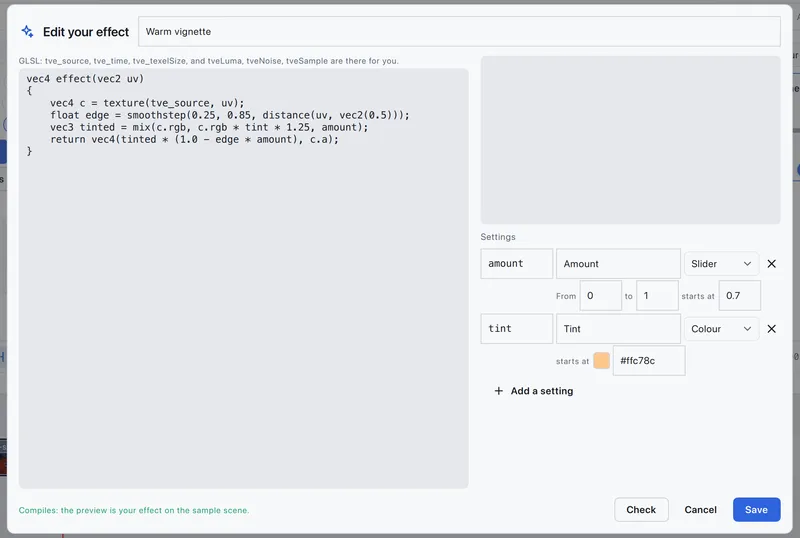 Edit your effect
Warm vignette
GLSL: tve_source, tve_time, tve_texelSize, and tveLuma, tveNoise, tveSample are there for you.
vec4 effect(vec2 uv)
{
    vec4 c = texture(tve_source, uv);
    float edge = smoothstep(0.25, 0.85, distance(uv, vec2(0.5)));
    vec3 tinted = mix(c.rgb, c.rgb * tint * 1.25, amount);
    return vec4(tinted * (1.0 - edge * amount), c.a);
}
Settings
amount Amount Slider
From 0 to 1 starts at 0.7
tint Tint Colour
starts at #ffc78c
Add a setting
Compiles: the preview is your effect on the sample scene.
Check Cancel Save